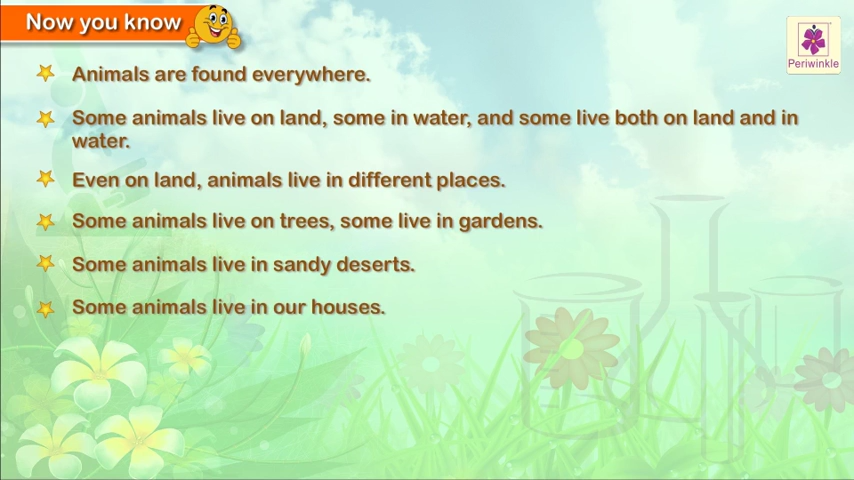 Now you know
Periwinkle
Animals are found everywhere.
Some animals live on land, some in water, and some live both on land and in
water.
Even on land, animals live in different places.
Some animals live on trees, some live in gardens.
Some animals live in sandy deserts.
Some animals live in our houses.